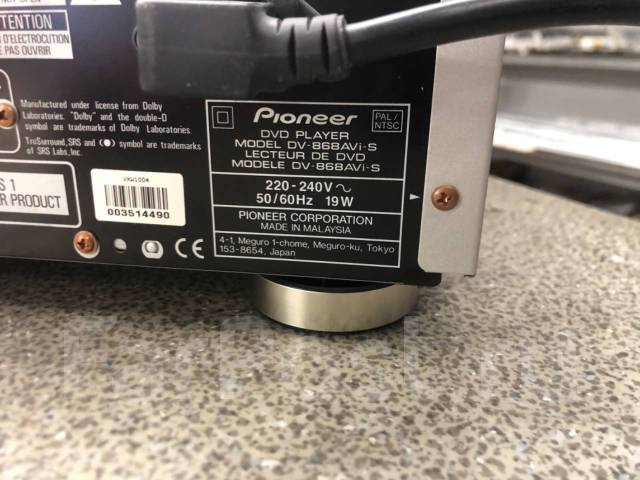 TTENTION
D'ELECTROCUTION
PAS OUVRIR
Manufactured under license from Dolby
Laboratories. "Dolby" and the double-D
symbol are trademarks of Dolby Laboratories.
TruSurround, SRS and (●) symbol are trademarks
of SRS Labs, Inc.
S 1
R PRODUCT
VXW1004
003514490
CE
Pioneer
PAL/
NTSC
DVD PLAYER
MODEL DV-868AVi-S
LECTEUR DE DVD
MODELE DV-868AVi-S
220-240V ~
50/60Hz 19W
PIONEER CORPORATION
MADE IN MALAYSIA
4-1, Meguro 1-chome, Meguro-ku, Tokyo
153-8654, Japan